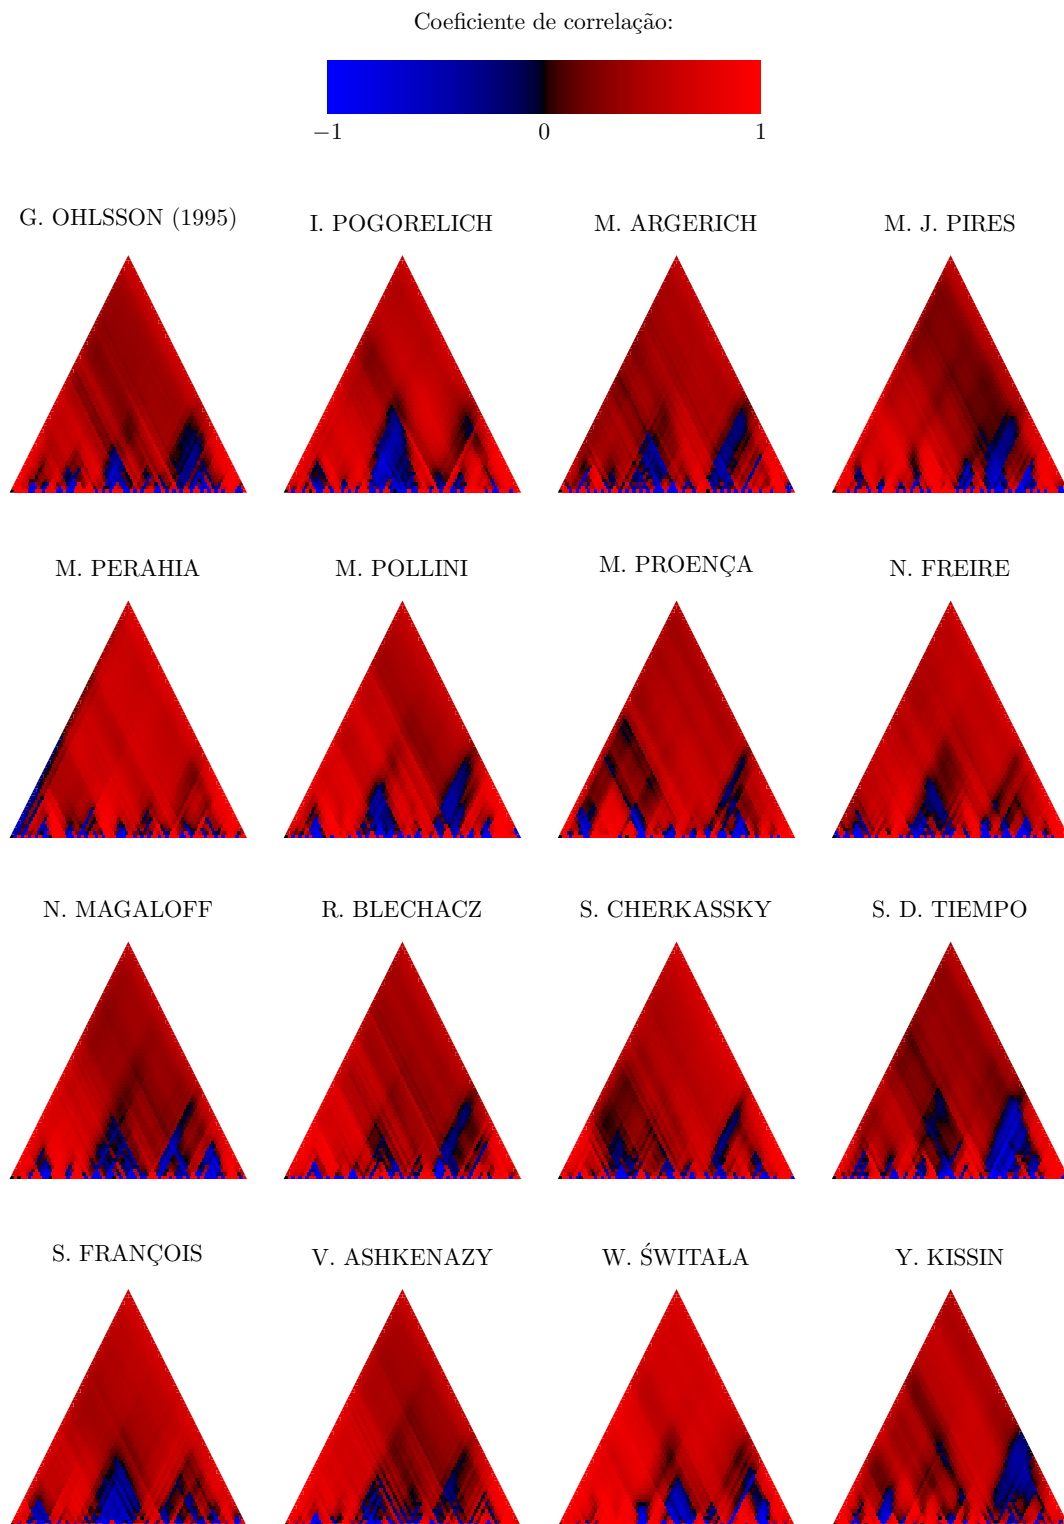 Coeficiente de correlação:
−1 0 1
G. OHLSSON (1995) I. POGORELICH M. ARGERICH M. J. PIRES
M. PERAHIA M. POLLINI M. PROENÇA N. FREIRE
N. MAGALOFF R. BLECHACZ S. CHERKASSKY S. D. TIEMPO
S. FRANÇOIS V. ASHKENAZY W. ŚWITAŁA Y. KISSIN